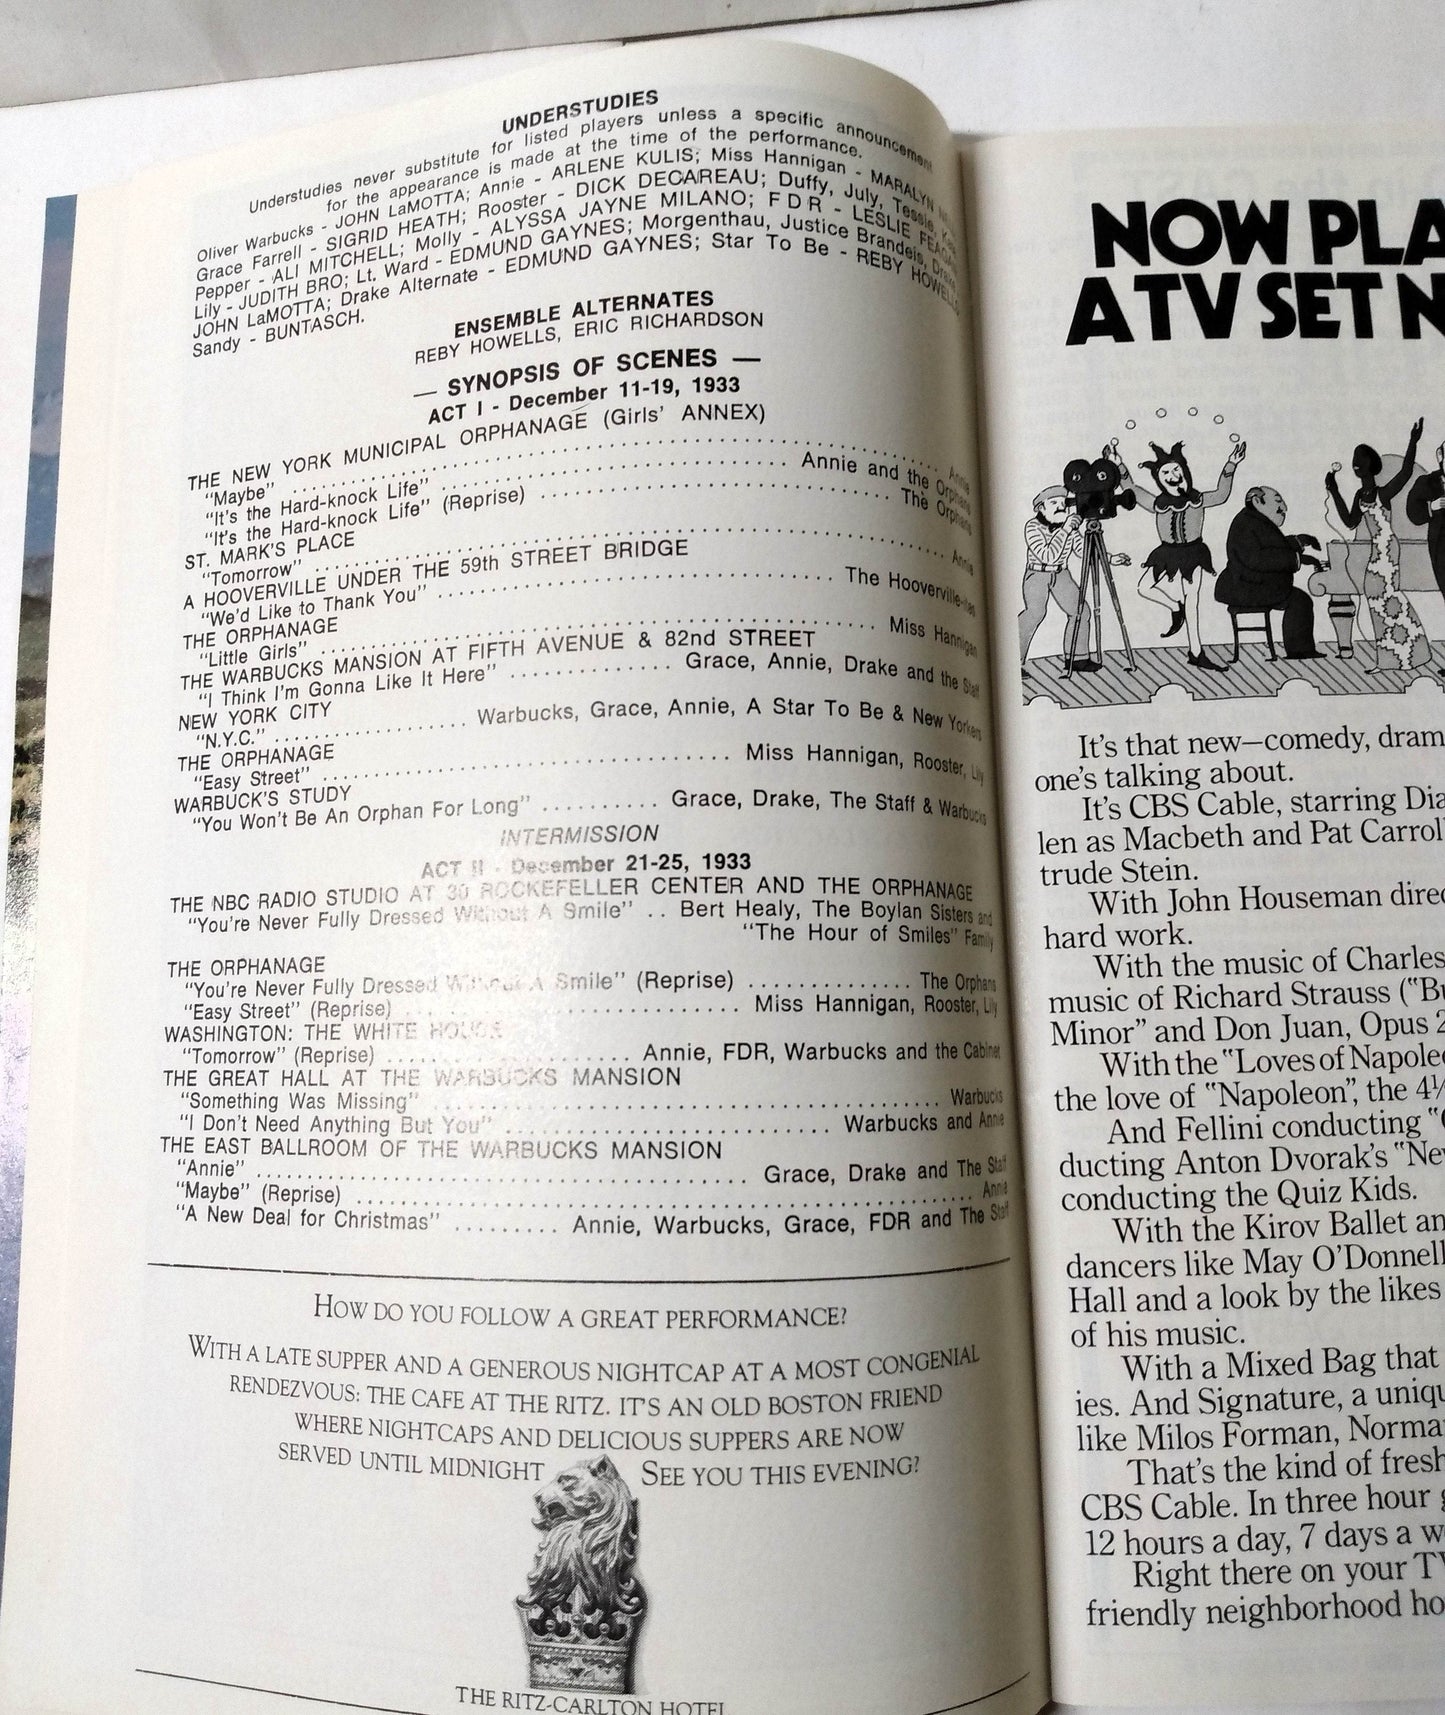 UNDERSTUDIES
Understudies never substitute for listed players unless a specific announcement
for the appearance is made at the time of the performance.
Oliver Warbucks - JOHN LaMOTTA; Annie - ARLENE KULIS; Miss Hannigan - MARALYN
Grace Farrell - SIGRID HEATH; Rooster - DICK DECAREAU; Duffy, July, Tessie, Kate,
Pepper - ALI MITCHELL; Molly - ALYSSA JAYNE MILANO; F D R - LESLIE FEAGAN
Lily - JUDITH BRO; Lt. Ward - EDMUND GAYNES; Morgenthau, Justice Brandeis, Drake
JOHN LaMOTTA; Drake Alternate - EDMUND GAYNES; Star To Be - REBY HOWELLS
Sandy - BUNTASCH.
ENSEMBLE ALTERNATES
REBY HOWELLS, ERIC RICHARDSON
— SYNOPSIS OF SCENES —
ACT I - December 11-19, 1933
THE NEW YORK MUNICIPAL ORPHANAGE (Girls' ANNEX)
"Maybe" ........ Annie
"It's the Hard-knock Life" ........ Annie and the Orphans
"It's the Hard-knock Life" (Reprise) ........ The Orphans
ST. MARK'S PLACE
"Tomorrow" ........ Annie
A HOOVERVILLE UNDER THE 59th STREET BRIDGE
"We'd Like to Thank You" ........ The Hooverville-ites
THE ORPHANAGE
"Little Girls" ........ Miss Hannigan
THE WARBUCKS MANSION AT FIFTH AVENUE & 82nd STREET
"I Think I'm Gonna Like It Here" ........ Grace, Annie, Drake and the Staff
NEW YORK CITY
"N.Y.C." ........ Warbucks, Grace, Annie, A Star To Be & New Yorkers
THE ORPHANAGE
"Easy Street" ........ Miss Hannigan, Rooster, Lily
WARBUCK'S STUDY
"You Won't Be An Orphan For Long" ........ Grace, Drake, The Staff & Warbucks
INTERMISSION
ACT II - December 21-25, 1933
THE NBC RADIO STUDIO AT 30 ROCKEFELLER CENTER AND THE ORPHANAGE
"You're Never Fully Dressed Without A Smile" .. Bert Healy, The Boylan Sisters and
"The Hour of Smiles" Family
THE ORPHANAGE
"You're Never Fully Dressed Without A Smile" (Reprise) ........ The Orphans
"Easy Street" (Reprise) ........ Miss Hannigan, Rooster, Lily
WASHINGTON: THE WHITE HOUSE
"Tomorrow" (Reprise) ........ Annie, FDR, Warbucks and the Cabinet
THE GREAT HALL AT THE WARBUCKS MANSION
"Something Was Missing" ........ Warbucks
"I Don't Need Anything But You" ........ Warbucks and Annie
THE EAST BALLROOM OF THE WARBUCKS MANSION
"Annie" ........ Grace, Drake and The Staff
"Maybe" (Reprise) ........ Annie
"A New Deal for Christmas" ........ Annie, Warbucks, Grace, FDR and The Staff
HOW DO YOU FOLLOW A GREAT PERFORMANCE?
WITH A LATE SUPPER AND A GENEROUS NIGHTCAP AT A MOST CONGENIAL
RENDEZVOUS: THE CAFE AT THE RITZ. IT'S AN OLD BOSTON FRIEND
WHERE NIGHTCAPS AND DELICIOUS SUPPERS ARE NOW
SERVED UNTIL MIDNIGHT SEE YOU THIS EVENING?
THE RITZ-CARLTON HOTEL
NOW PLA
A TV SET N
It's that new—comedy, dram
one's talking about.
It's CBS Cable, starring Dia
len as Macbeth and Pat Carroll
trude Stein.
With John Houseman direc
hard work.
With the music of Charles
music of Richard Strauss ("Bu
Minor" and Don Juan, Opus 2
With the "Loves of Napoleo
the love of "Napoleon", the 4½
And Fellini conducting "
ducting Anton Dvorak's "Nev
conducting the Quiz Kids.
With the Kirov Ballet an
dancers like May O'Donnell
Hall and a look by the likes
of his music.
With a Mixed Bag that
ies. And Signature, a uniqu
like Milos Forman, Norma
That's the kind of fresh
CBS Cable. In three hour
12 hours a day, 7 days a w
Right there on your TV
friendly neighborhood ho